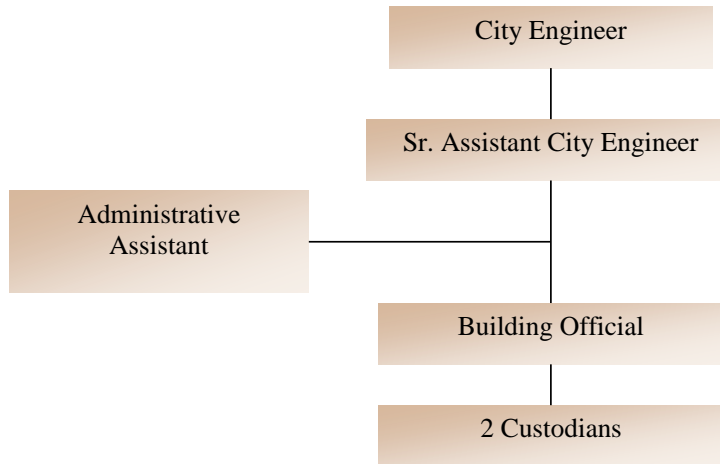 City Engineer
Sr. Assistant City Engineer
Administrative
Assistant
Building Official
2 Custodians